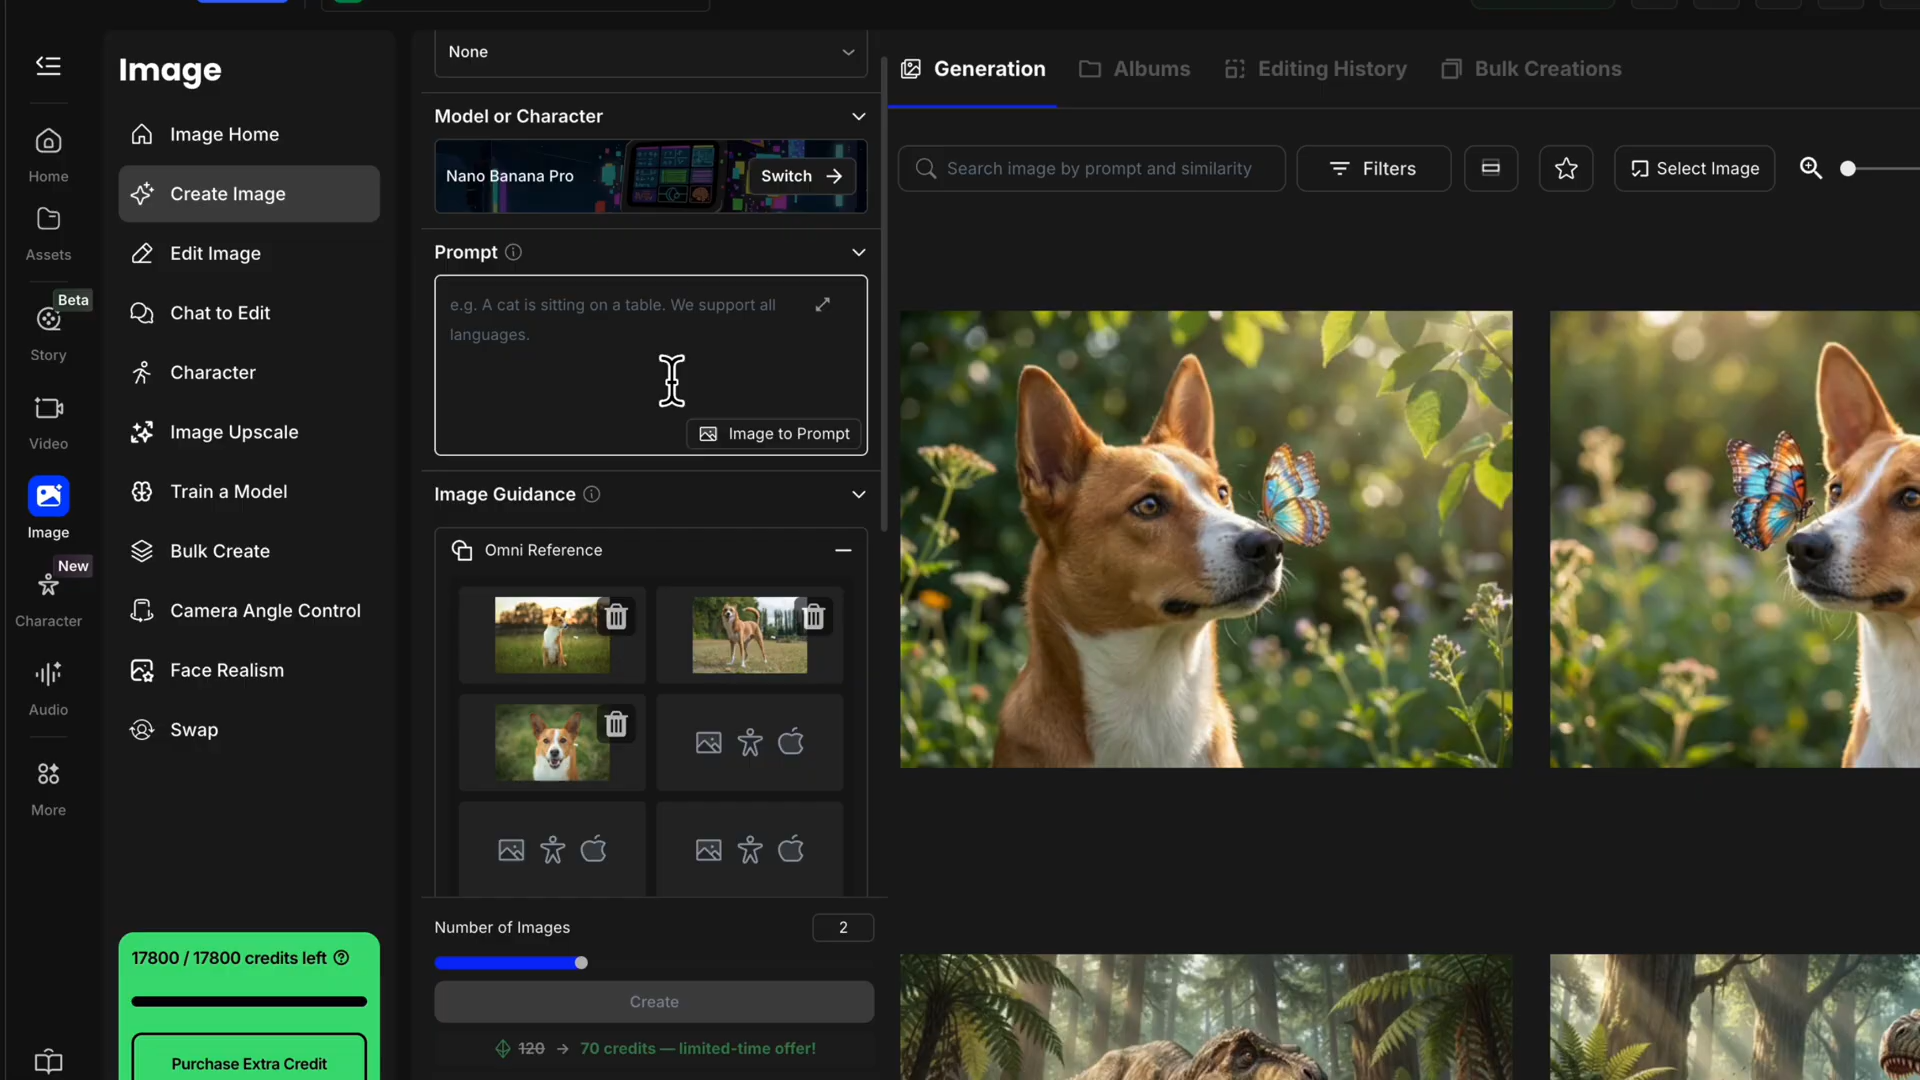 Image
Home
Assets
Beta
Story
Video
Image
New
Character
Audio
More
Image Home
Create Image
Edit Image
Chat to Edit
Character
Image Upscale
Train a Model
Bulk Create
Camera Angle Control
Face Realism
Swap
17800 / 17800 credits left
Purchase Extra Credit
None
Model or Character
Nano Banana Pro
Switch
Prompt
e.g. A cat is sitting on a table. We support all
languages.
Image to Prompt
Image Guidance
Omni Reference
Number of Images
2
Create
120 → 70 credits — limited-time offer!
Generation
Albums
Editing History
Bulk Creations
Search image by prompt and similarity
Filters
Select Image